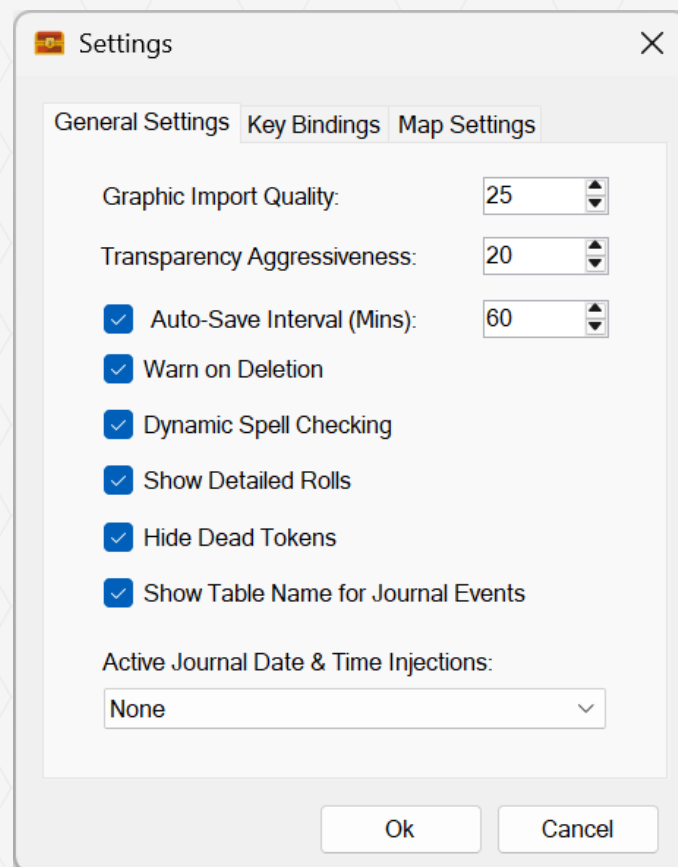 Settings
General Settings Key Bindings Map Settings
Graphic Import Quality: 25
Transparency Aggressiveness: 20
Auto-Save Interval (Mins): 60
Warn on Deletion
Dynamic Spell Checking
Show Detailed Rolls
Hide Dead Tokens
Show Table Name for Journal Events
Active Journal Date & Time Injections:
None
Ok Cancel